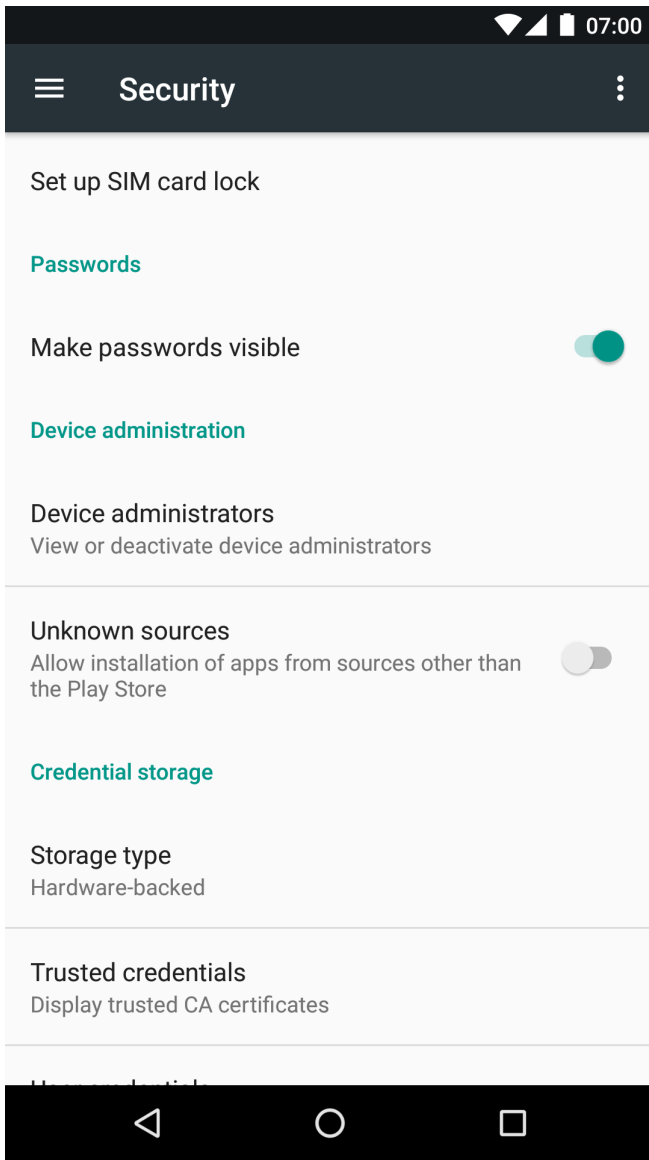 07:00
Security
Set up SIM card lock
Passwords
Make passwords visible
Device administration
Device administrators
View or deactivate device administrators
Unknown sources
Allow installation of apps from sources other than
the Play Store
Credential storage
Storage type
Hardware-backed
Trusted credentials
Display trusted CA certificates
User credentials